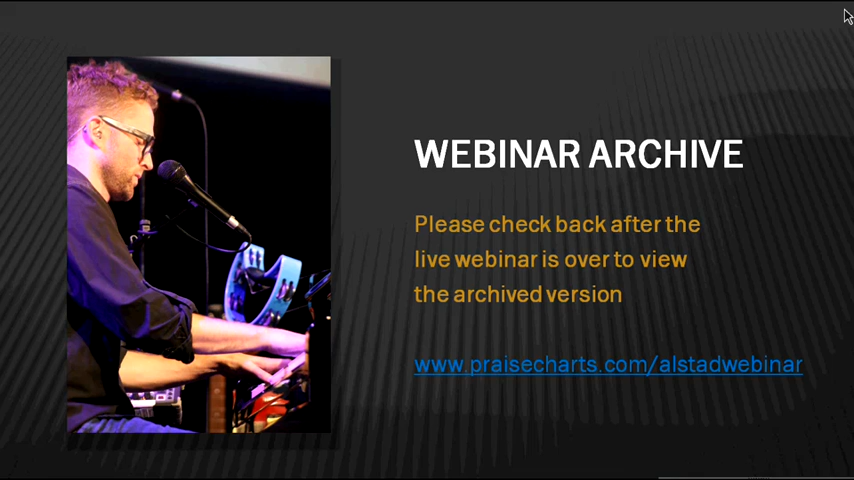 WEBINAR ARCHIVE
Please check back after the
live webinar is over to view
the archived version
www.praisecharts.com/alstadwebinar